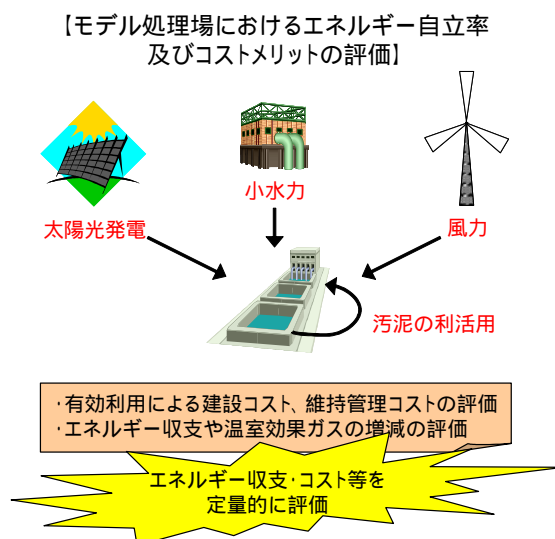 【モデル処理場におけるエネルギー自立率
及びコストメリットの評価】
小水力
太陽光発電
風力
汚泥の利活用
・有効利用による建設コスト、維持管理コストの評価
・エネルギー収支や温室効果ガスの増減の評価
エネルギー収支・コスト等を
定量的に評価